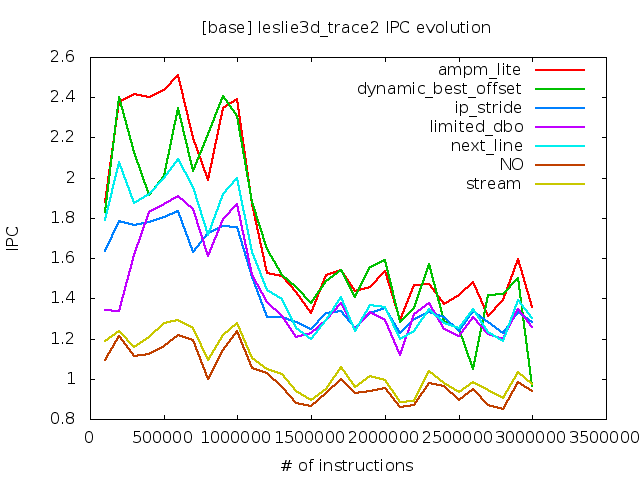 [base] leslie3d_trace2 IPC evolution
2.6
2.4
2.2
2
1.8
1.6
1.4
1.2
1
0.8
IPC
ampm_lite
dynamic_best_offset
ip_stride
limited_dbo
next_line
NO
stream
0 500000 1000000 1500000 2000000 2500000 3000000 3500000
# of instructions